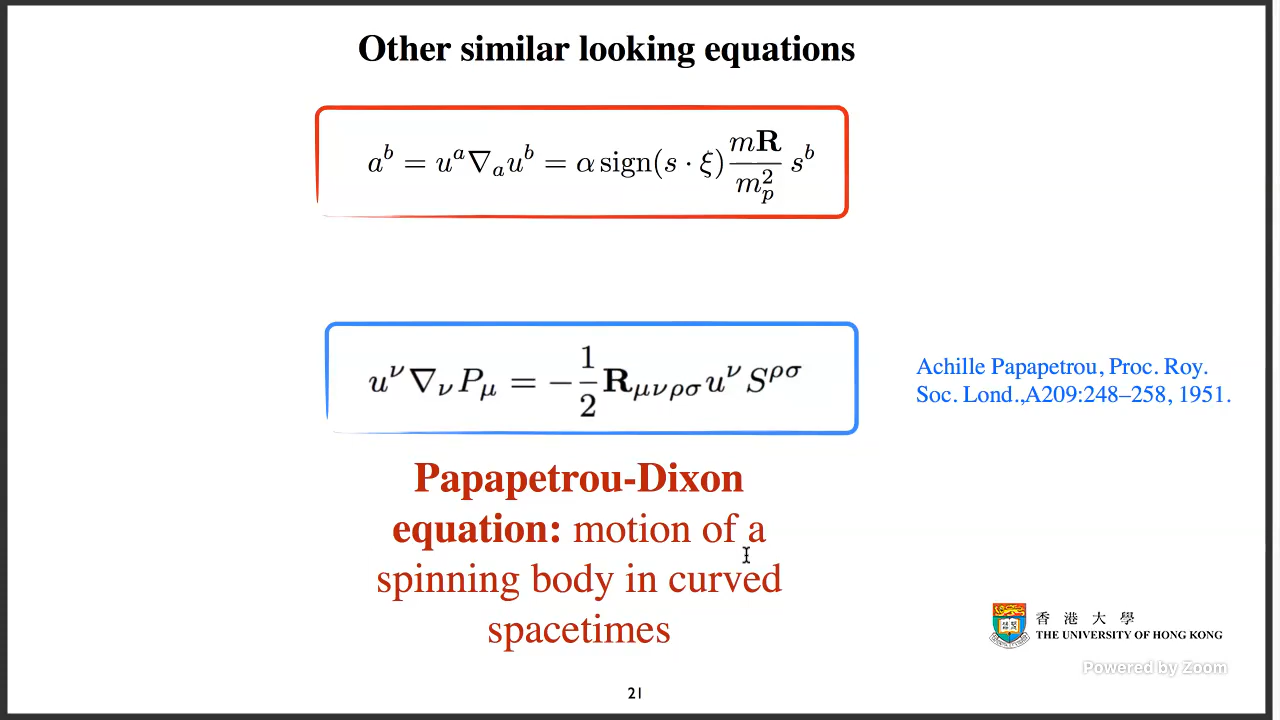 Other similar looking equations
a^b = u^a ∇_a u^b = α sign(s · ξ) mR/m_p^2 s^b
u^ν ∇_ν P_μ = −1/2 R_{μνρσ} u^ν S^{ρσ}
Achille Papapetrou, Proc. Roy.
Soc. Lond.,A209:248–258, 1951.
Papapetrou-Dixon
equation: motion of a
spinning body in curved
spacetimes
香港大學
THE UNIVERSITY OF HONG KONG
Powered by Zoom
21